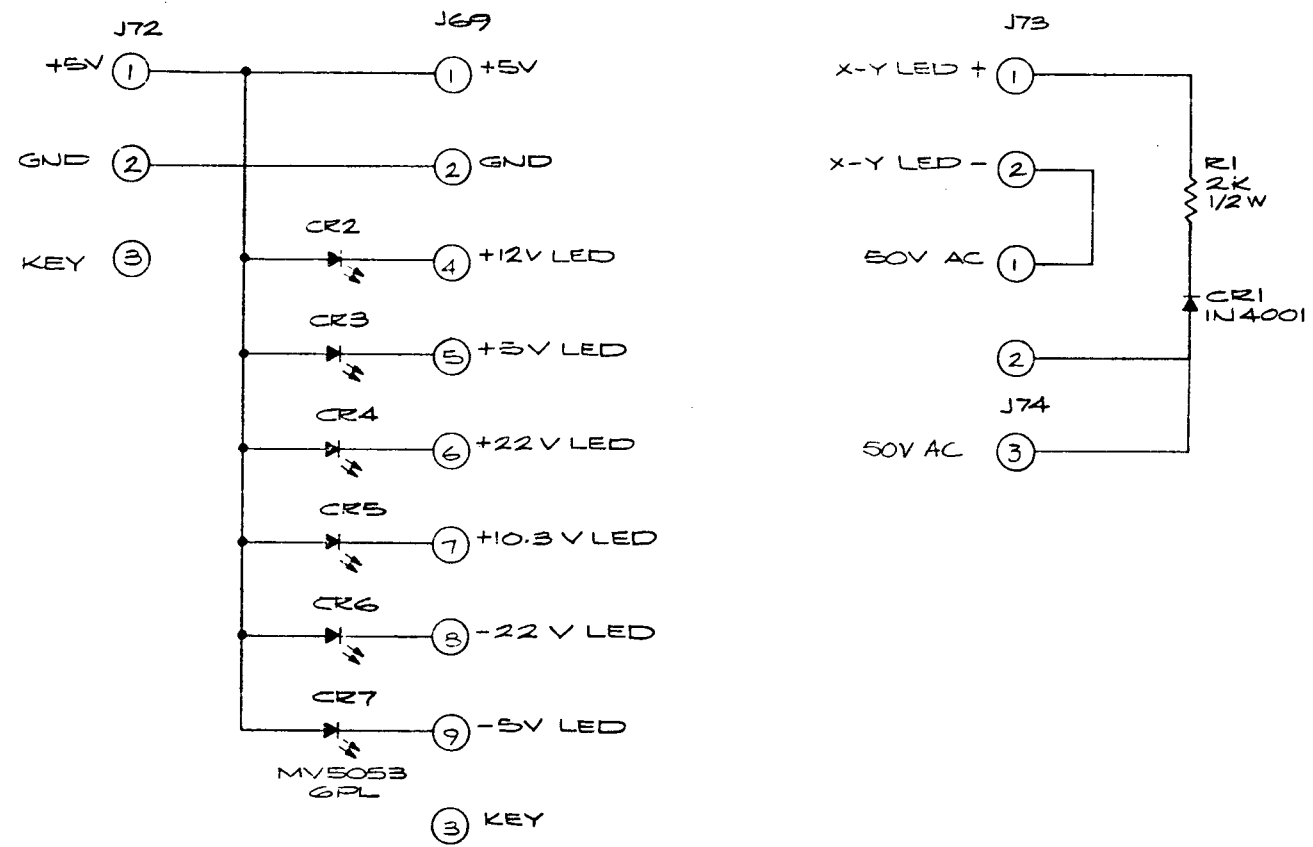 J72
J69
+5V 1
1 +5V
GND 2
2 GND
KEY 3
CR2
4 +12V LED
CR3
5 +5V LED
CR4
6 +22V LED
CR5
7 +10.3 V LED
CR6
8 -22 V LED
CR7
9 -5V LED
MV5053
6PL
3 KEY
J73
X-Y LED + 1
X-Y LED - 2
R1
2K
1/2W
50V AC 1
CR1
1N4001
2
J74
50V AC 3